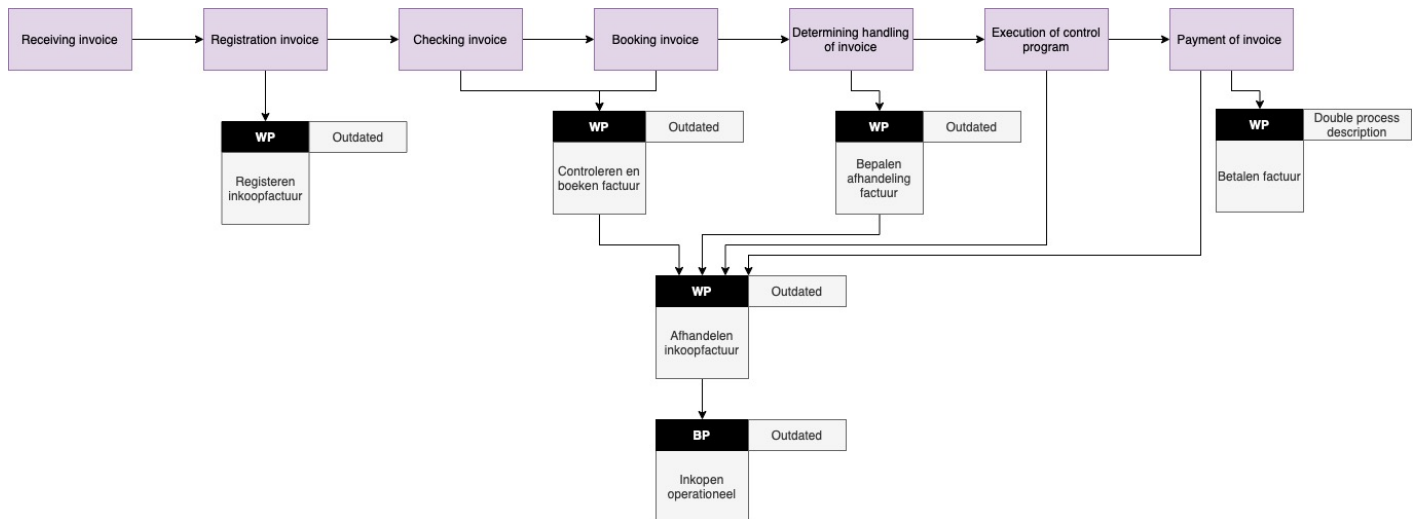 Receiving invoice
Registration invoice
Checking invoice
Booking invoice
Determining handling
of invoice
Execution of control
program
Payment of invoice
WP
Outdated
Registeren
inkoopfactuur
WP
Outdated
Controleren en
boeken factuur
WP
Outdated
Bepalen
afhandeling
factuur
WP
Double process
description
Betalen factuur
WP
Outdated
Afhandelen
inkoopfactuur
BP
Outdated
Inkopen
operationeel